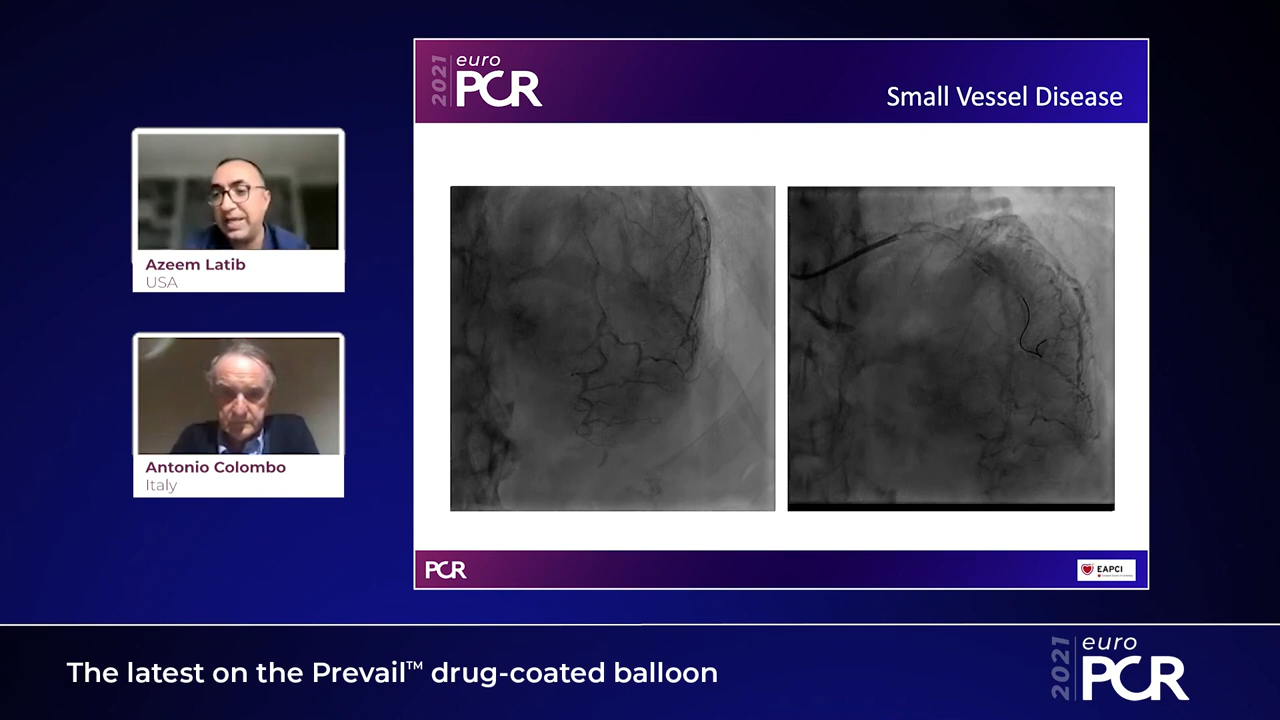 2021 euro
PCR
Small Vessel Disease
Azeem Latib
USA
Antonio Colombo
Italy
PCR
EAPCI
The latest on the Prevail™ drug-coated balloon
2021 euro
PCR